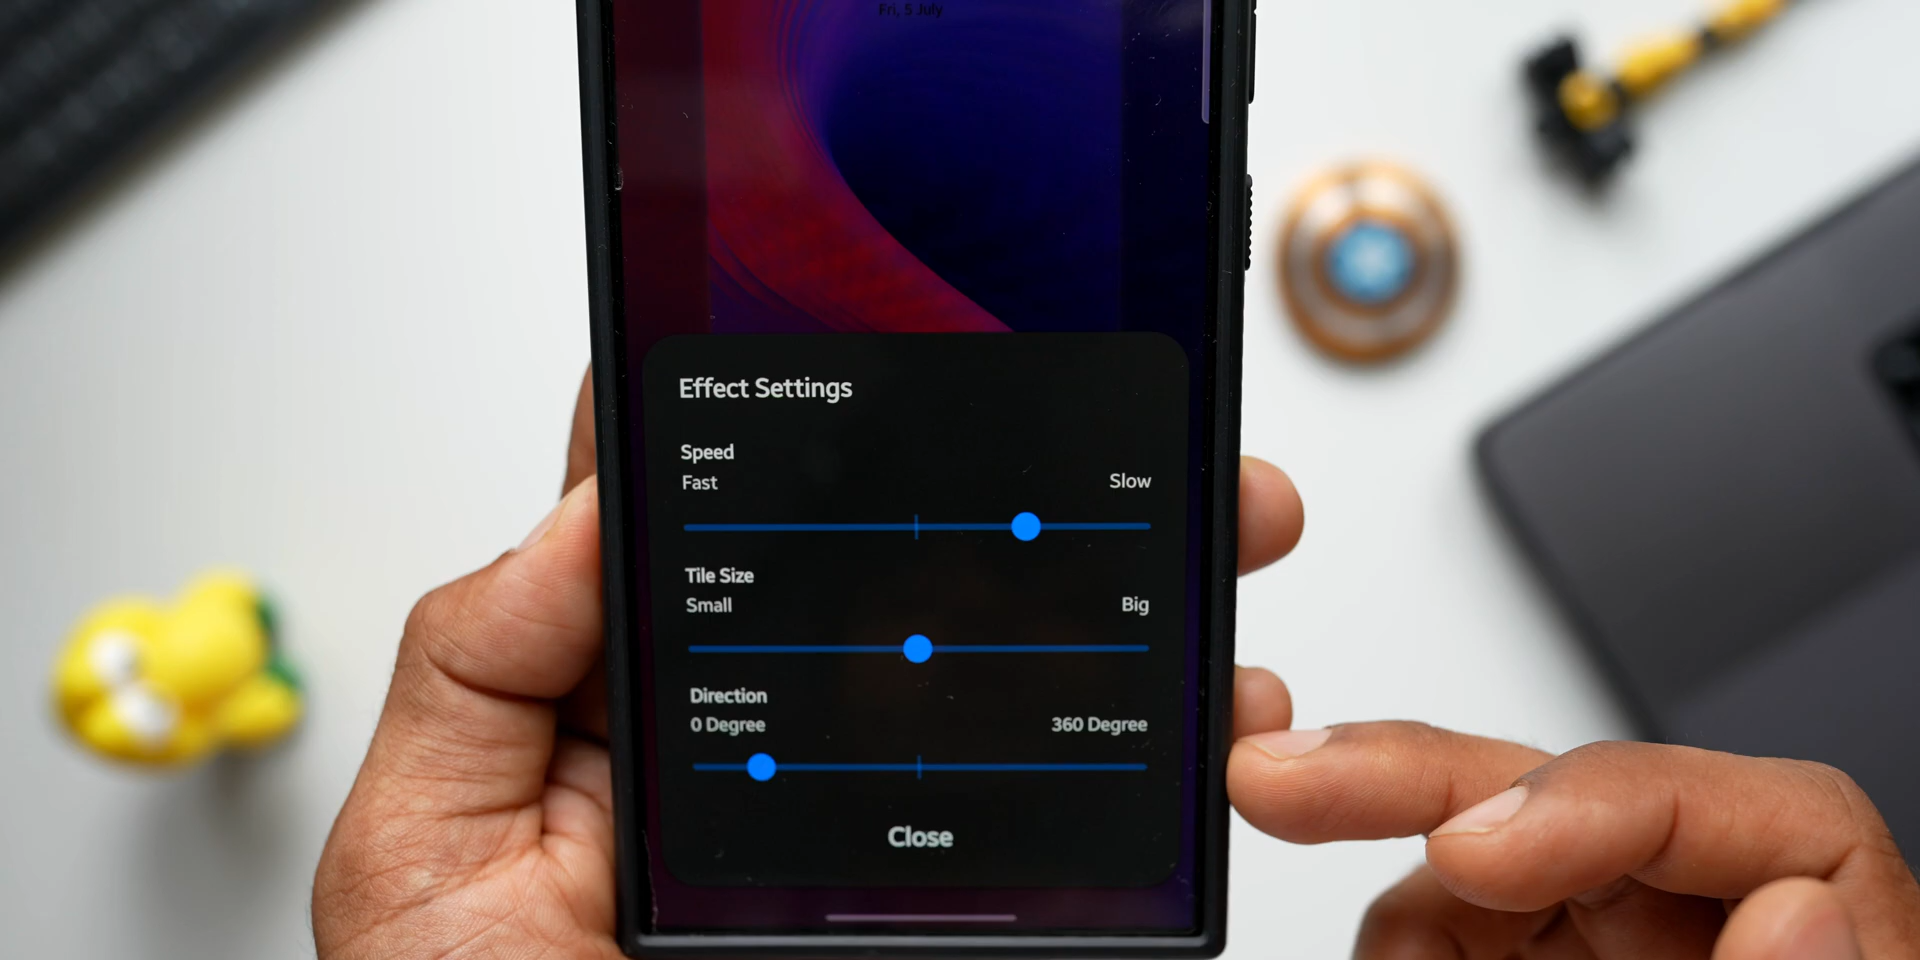 Fri, 5 July
Effect Settings
Speed
Fast Slow
Tile Size
Small Big
Direction
0 Degree 360 Degree
Close